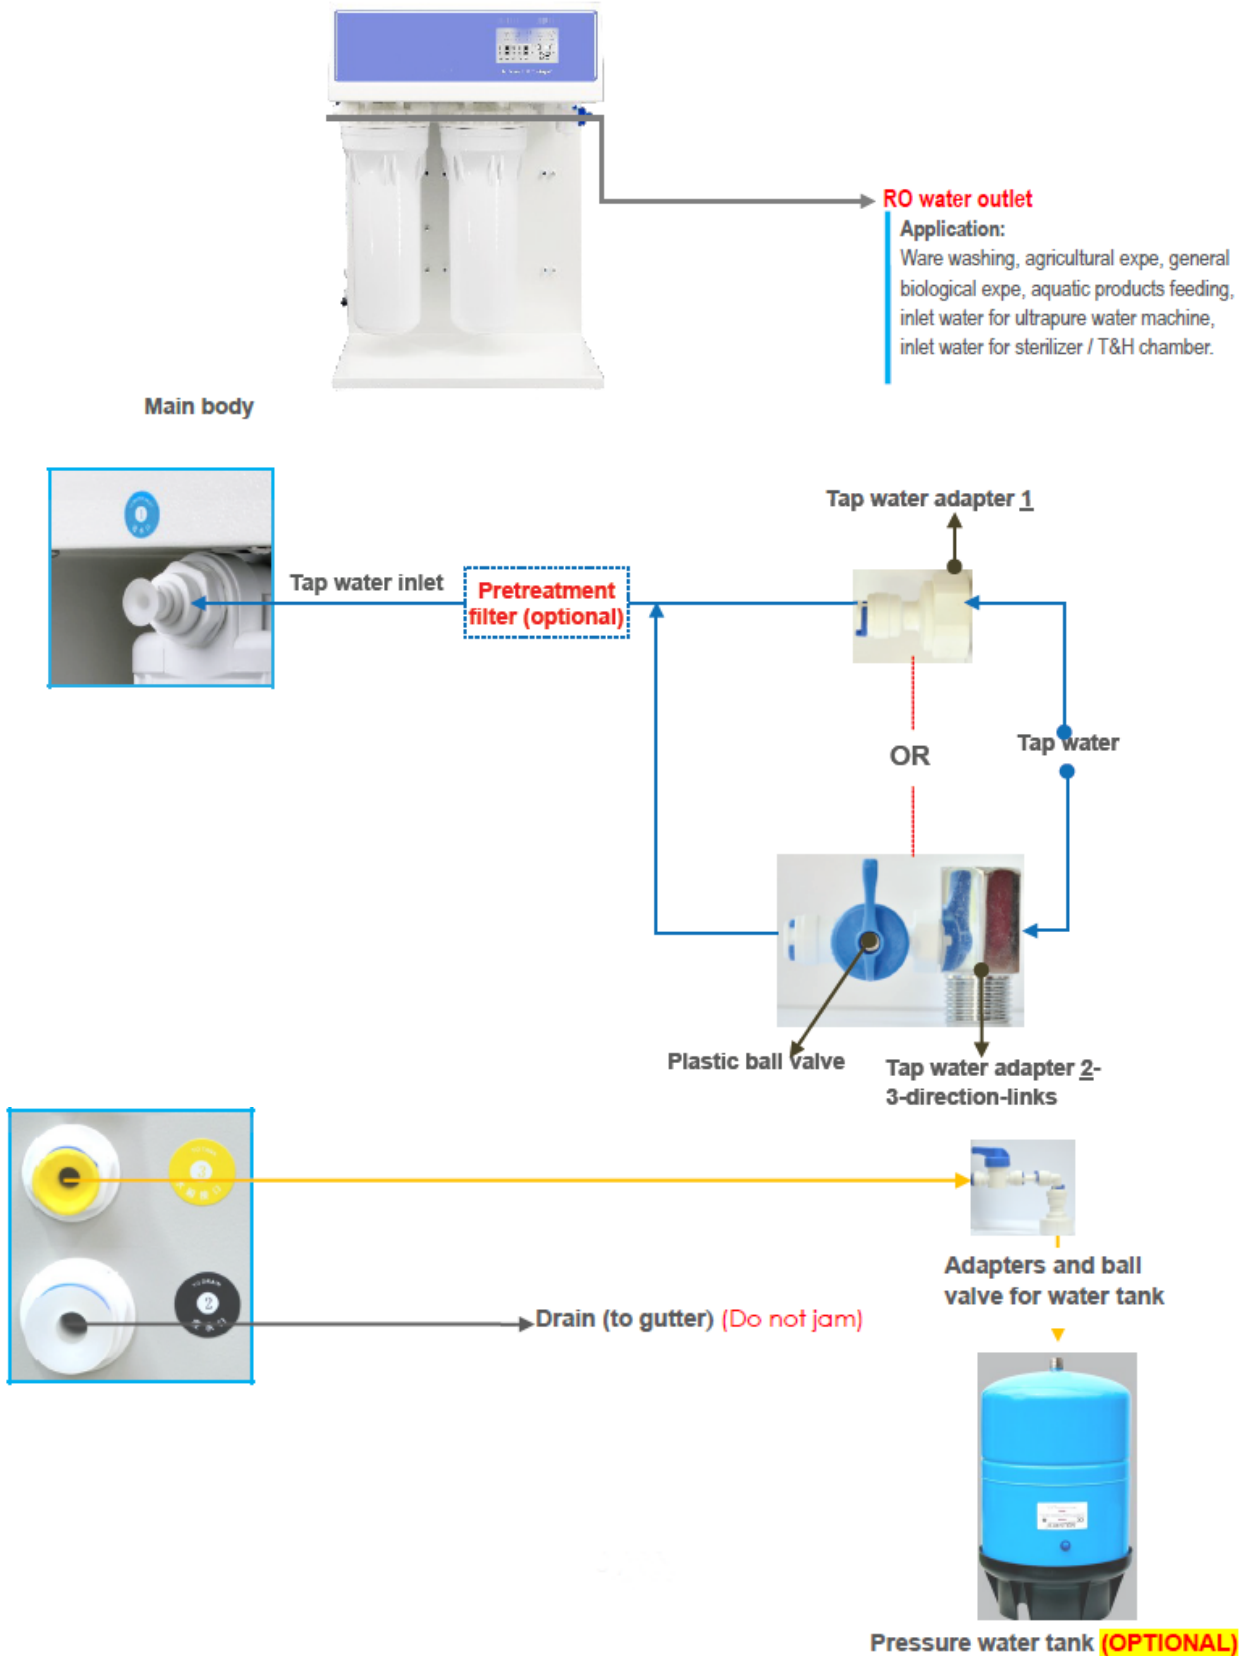 RO water outlet
Application:
Ware washing, agricultural expe, general
biological expe, aquatic products feeding,
inlet water for ultrapure water machine,
inlet water for sterilizer / T&H chamber.
Main body
Tap water adapter 1
1
Tap water inlet
Pretreatment
filter (optional)
OR
Tap water
Plastic ball valve
Tap water adapter 2-
3-direction-links
3
Adapters and ball
valve for water tank
2
Drain (to gutter) (Do not jam)
Pressure water tank (OPTIONAL)